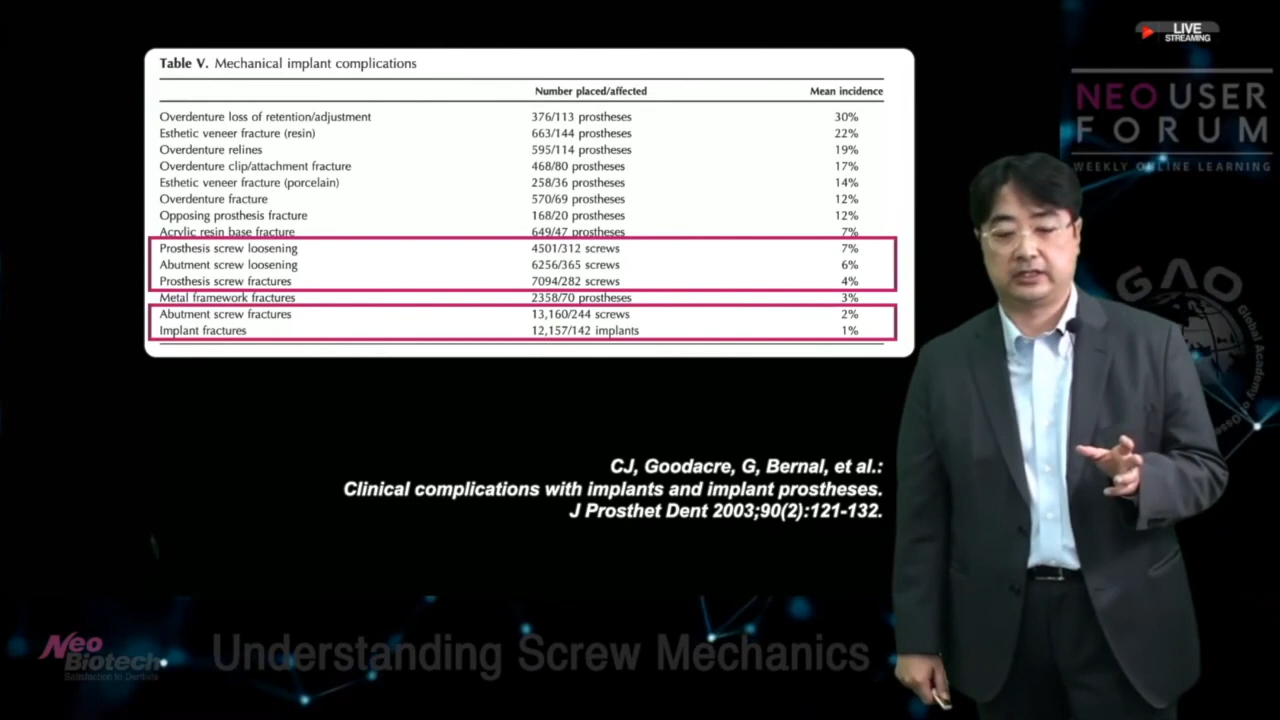 LIVE
STREAMING
NEO USER
FORUM
WEEKLY ONLINE LEARNING
Table V. Mechanical implant complications
Number placed/affected Mean incidence
Overdenture loss of retention/adjustment 376/113 prostheses 30%
Esthetic veneer fracture (resin) 663/144 prostheses 22%
Overdenture relines 595/114 prostheses 19%
Overdenture clip/attachment fracture 468/80 prostheses 17%
Esthetic veneer fracture (porcelain) 258/36 prostheses 14%
Overdenture fracture 570/69 prostheses 12%
Opposing prosthesis fracture 168/20 prostheses 12%
Acrylic resin base fracture 649/47 prostheses 7%
Prosthesis screw loosening 4501/312 screws 7%
Abutment screw loosening 6256/365 screws 6%
Prosthesis screw fractures 7094/282 screws 4%
Metal framework fractures 2358/70 prostheses 3%
Abutment screw fractures 13,160/244 screws 2%
Implant fractures 12,157/142 implants 1%
GAO
Global Academy of
CJ, Goodacre, G, Bernal, et al.:
Clinical complications with implants and implant prostheses.
J Prosthet Dent 2003;90(2):121-132.
Neo
Biotech
Satisfaction to Dentists
Understanding Screw Mechanics